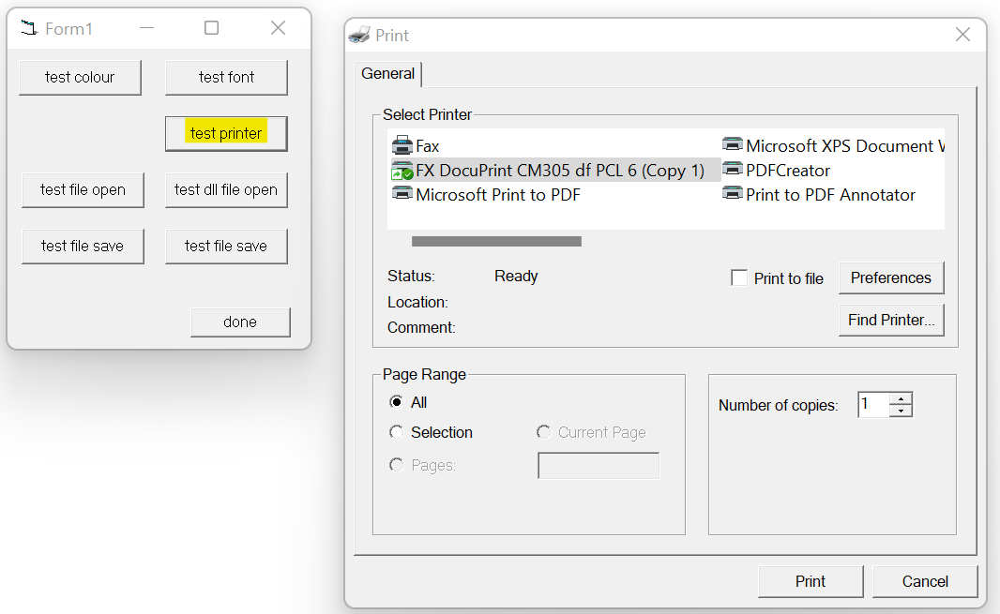 Form1
test colour
test font
test printer
test file open
test dll file open
test file save
test file save
done
Print
General
Select Printer
Fax
FX DocuPrint CM305 df PCL 6 (Copy 1)
Microsoft Print to PDF
Microsoft XPS Document
PDFCreator
Print to PDF Annotator
Status: Ready
Location:
Comment:
Print to file
Preferences
Find Printer...
Page Range
All
Selection
Current Page
Pages:
Number of copies: 1
Print
Cancel